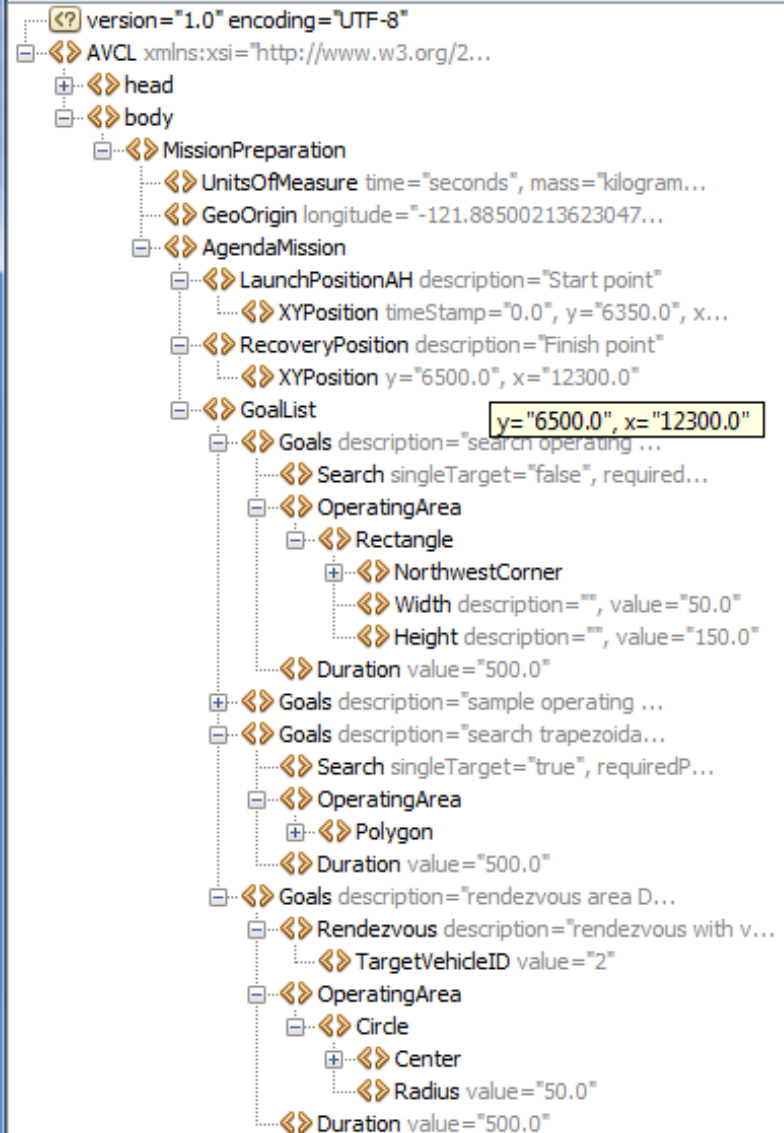 <?> version="1.0" encoding="UTF-8"
AVCL xmlns:xsi="http://www.w3.org/2...
head
body
MissionPreparation
UnitsOfMeasure time="seconds", mass="kilogram...
GeoOrigin longitude="-121.88500213623047...
AgendaMission
LaunchPositionAH description="Start point"
XYPosition timeStamp="0.0", y="6350.0", x...
RecoveryPosition description="Finish point"
XYPosition y="6500.0", x="12300.0"
GoalList
y="6500.0", x="12300.0"
Goals description="search operating ...
Search singleTarget="false", required...
OperatingArea
Rectangle
NorthwestCorner
Width description="", value="50.0"
Height description="", value="150.0"
Duration value="500.0"
Goals description="sample operating ...
Goals description="search trapezoida...
Search singleTarget="true", requiredP...
OperatingArea
Polygon
Duration value="500.0"
Goals description="rendezvous area D...
Rendezvous description="rendezvous with v...
TargetVehicleID value="2"
OperatingArea
Circle
Center
Radius value="50.0"
Duration value="500.0"